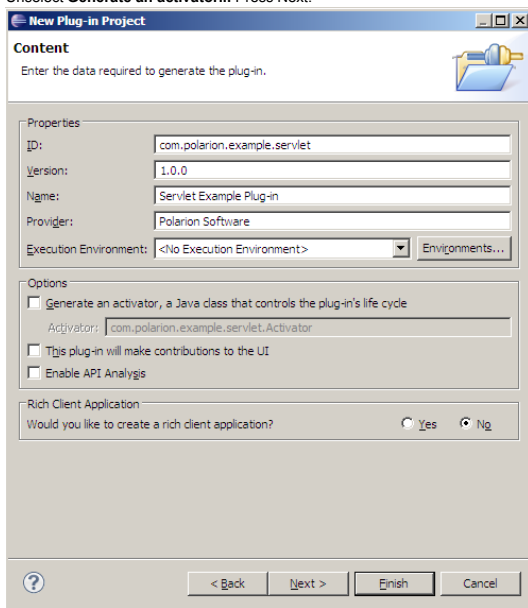 Unselect Generate an activator... Press Next.
New Plug-in Project
Content
Enter the data required to generate the plug-in.
Properties
ID: com.polarion.example.servlet
Version: 1.0.0
Name: Servlet Example Plug-in
Provider: Polarion Software
Execution Environment: <No Execution Environment> Environments...
Options
Generate an activator, a Java class that controls the plug-in's life cycle
Activator: com.polarion.example.servlet.Activator
This plug-in will make contributions to the UI
Enable API Analysis
Rich Client Application
Would you like to create a rich client application? Yes No
? < Back Next > Finish Cancel